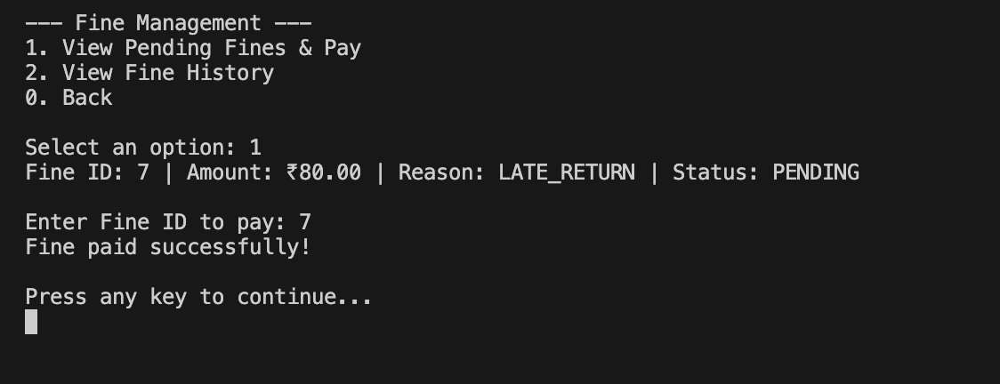 --- Fine Management ---
1. View Pending Fines & Pay
2. View Fine History
0. Back
Select an option: 1
Fine ID: 7 | Amount: ₹80.00 | Reason: LATE_RETURN | Status: PENDING
Enter Fine ID to pay: 7
Fine paid successfully!
Press any key to continue...